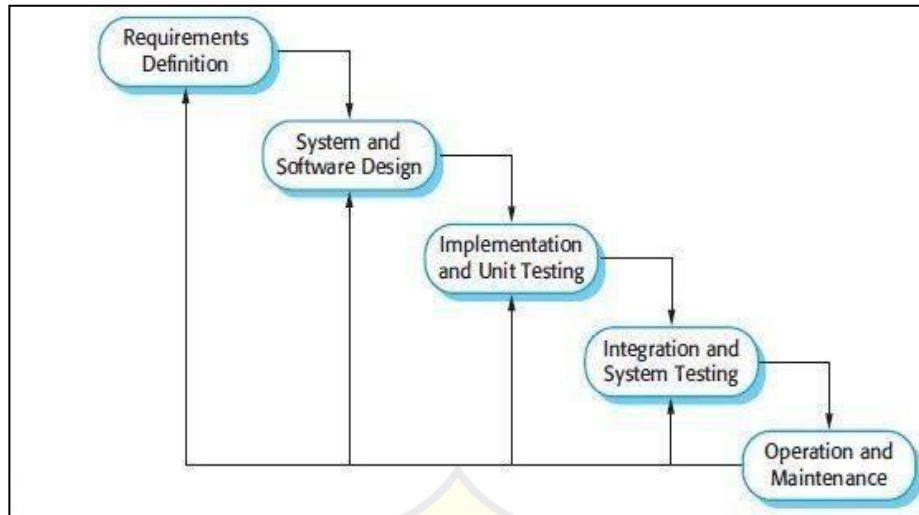 Requirements
Definition
System and
Software Design
Implementation
and Unit Testing
Integration and
System Testing
Operation and
Maintenance